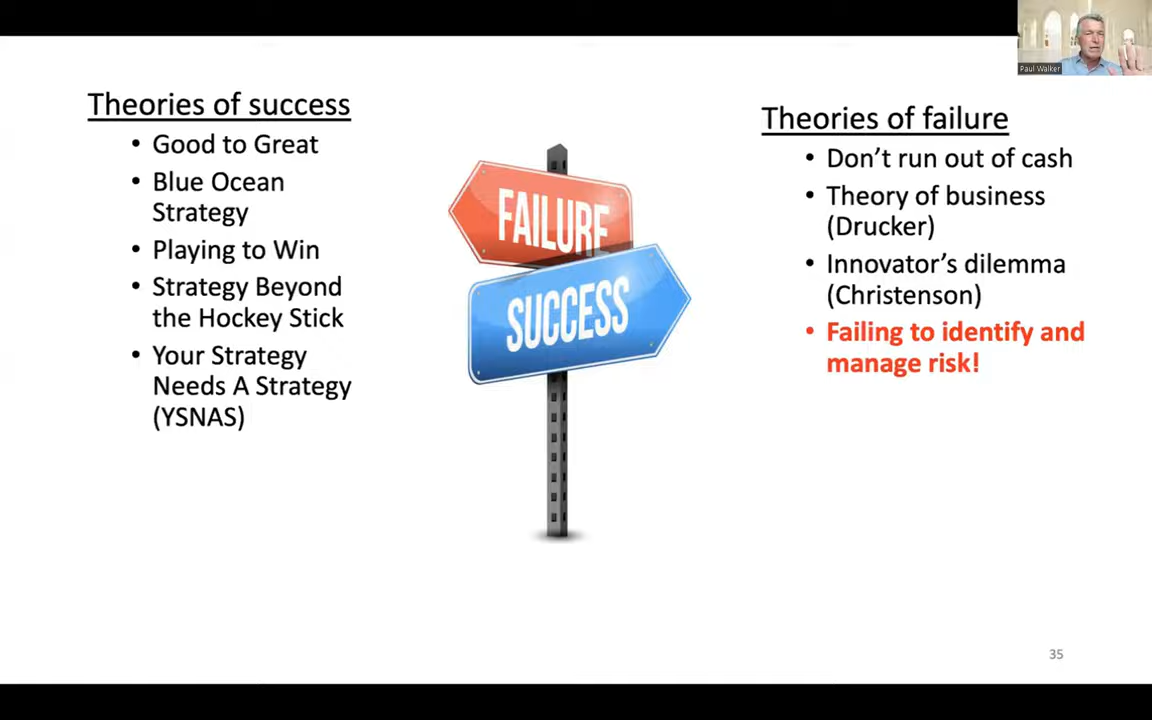 Paul Walker
Theories of success
• Good to Great
• Blue Ocean
Strategy
• Playing to Win
• Strategy Beyond
the Hockey Stick
• Your Strategy
Needs A Strategy
(YSNAS)
FAILURE
SUCCESS
Theories of failure
• Don’t run out of cash
• Theory of business
(Drucker)
• Innovator’s dilemma
(Christenson)
• Failing to identify and
manage risk!
35